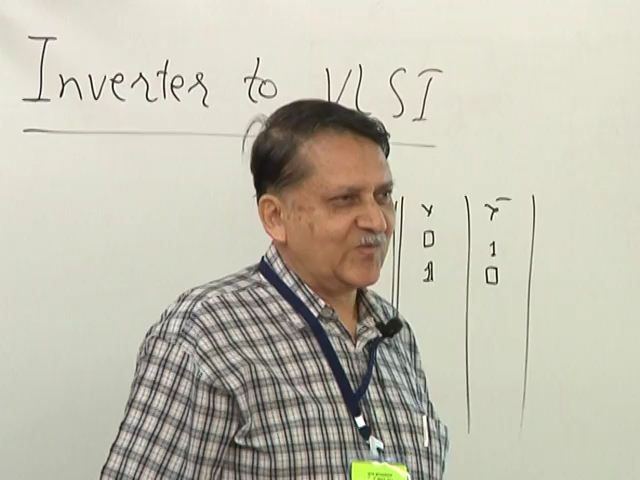 Inverter to VLSI
Y Y̅
0 1
1 0